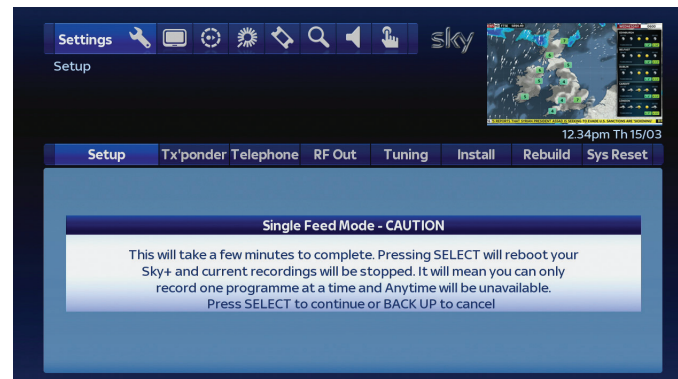 Settings
sky
Setup
12.34pm Th 15/03
Setup Tx'ponder Telephone RF Out Tuning Install Rebuild Sys Reset
Single Feed Mode - CAUTION
This will take a few minutes to complete. Pressing SELECT will reboot your
Sky+ and current recordings will be stopped. It will mean you can only
record one programme at a time and Anytime will be unavailable.
Press SELECT to continue or BACK UP to cancel